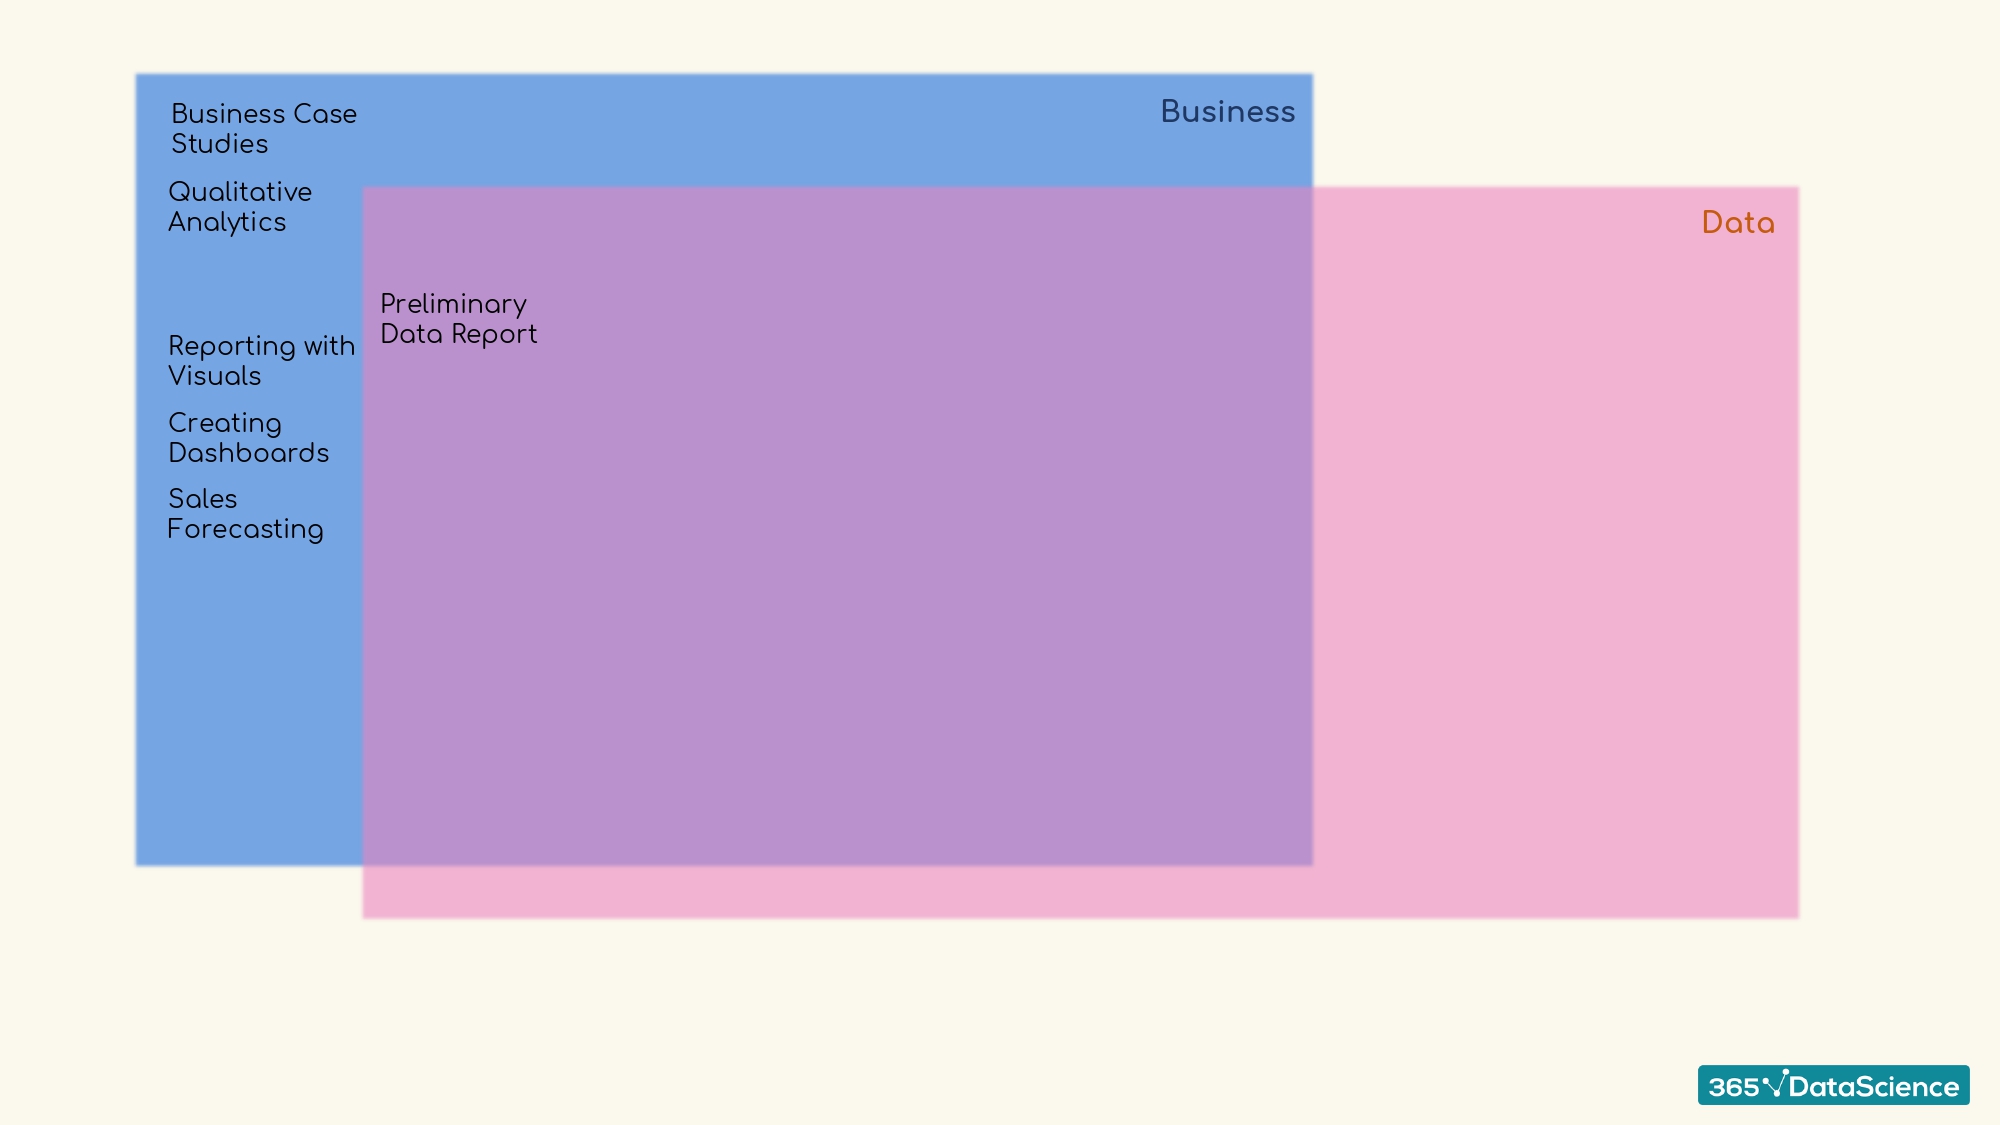 Business Case
Studies
Business
Qualitative
Analytics
Data
Preliminary
Data Report
Reporting with
Visuals
Creating
Dashboards
Sales
Forecasting
365 DataScience